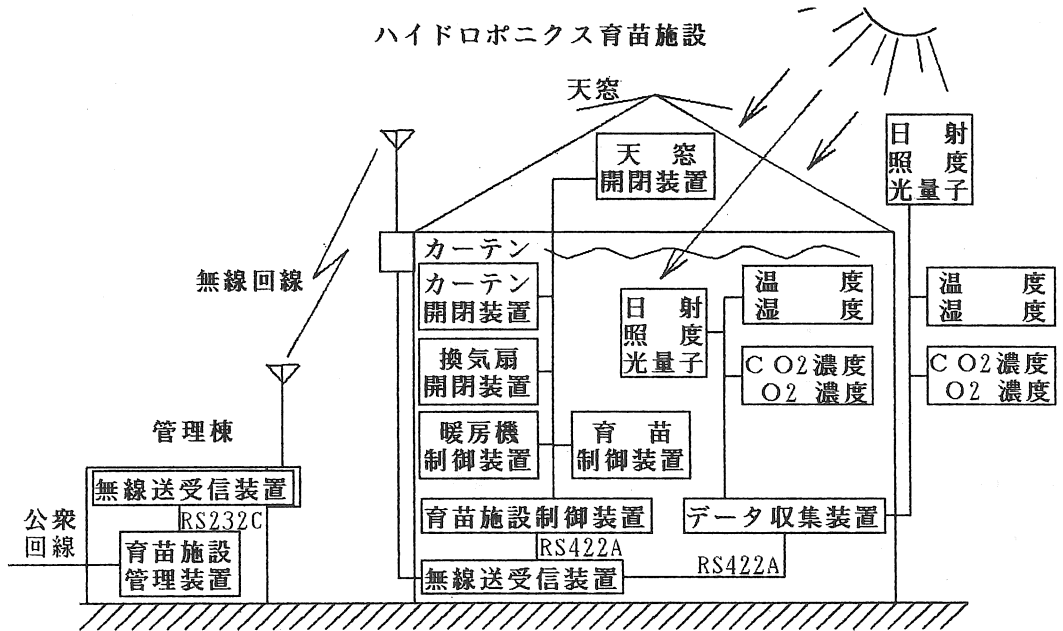 ハイドロポニクス育苗施設
天窓
天窓
開閉装置
日射
照度
光量子
カーテン
カーテン
開閉装置
無線回線
日射
照度
光量子
温度
湿度
温度
湿度
換気扇
開閉装置
CO2濃度
O2濃度
CO2濃度
O2濃度
管理棟
暖房機
制御装置
育苗
制御装置
無線送受信装置
RS232C
公衆
回線
育苗施設
管理装置
育苗施設制御装置
データ収集装置
RS422A
RS422A
無線送受信装置